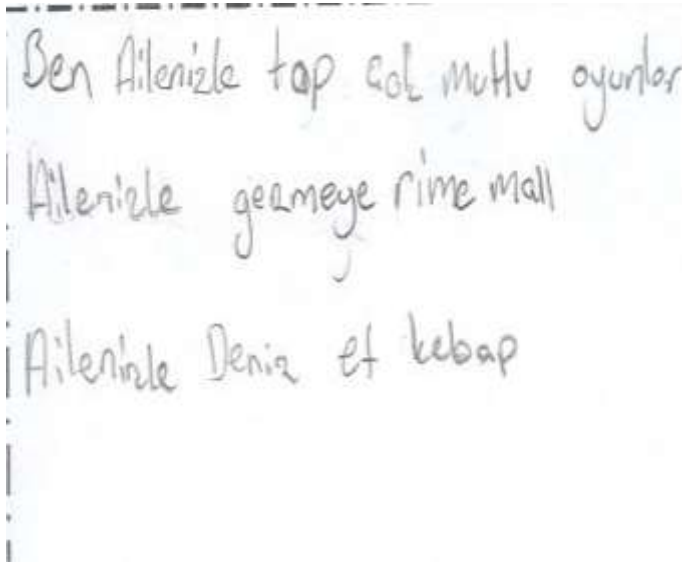 Ben Ailenizle top çok mutlu oyunlar
Ailenizle gezmeye rime mall
Ailenizle Deniz et kebap